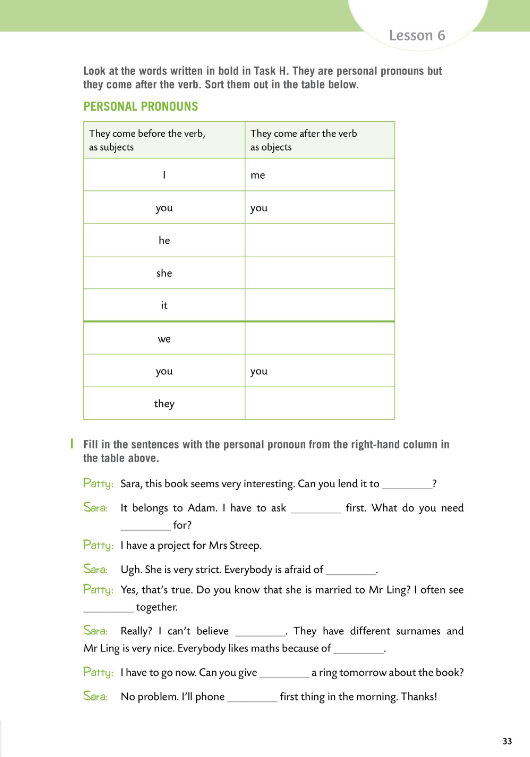 Lesson 6
Look at the words written in bold in Task H. They are personal pronouns but
they come after the verb. Sort them out in the table below.
PERSONAL PRONOUNS
They come before the verb,
as subjects
They come after the verb
as objects
I
me
you
you
he
she
it
we
you
you
they
I Fill in the sentences with the personal pronoun from the right-hand column in
the table above.
Patty: Sara, this book seems very interesting. Can you lend it to _________?
Sara: It belongs to Adam. I have to ask _________ first. What do you need
_________ for?
Patty: I have a project for Mrs Streep.
Sara: Ugh. She is very strict. Everybody is afraid of _________.
Patty: Yes, that's true. Do you know that she is married to Mr Ling? I often see
_________ together.
Sara: Really? I can't believe _________. They have different surnames and
Mr Ling is very nice. Everybody likes maths because of _________.
Patty: I have to go now. Can you give _________ a ring tomorrow about the book?
Sara: No problem. I'll phone _________ first thing in the morning. Thanks!
33